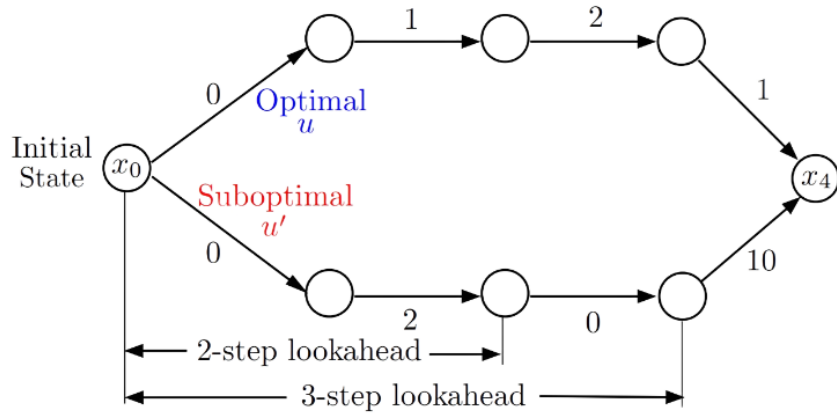 1
2
0
Optimal
u
1
Initial
State
x₀
x₄
Suboptimal
u'
0
10
2
0
2-step lookahead
3-step lookahead